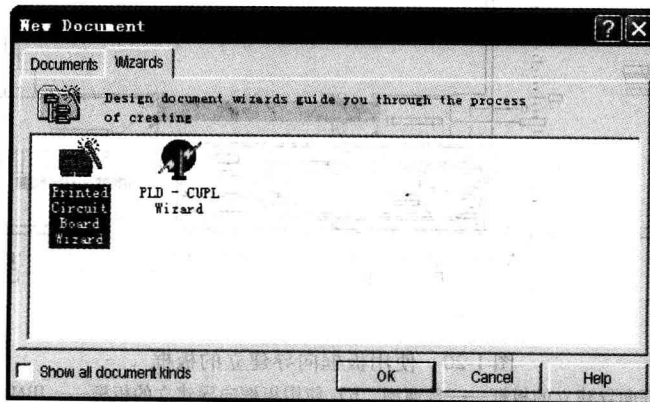 New Document
Documents Wizards
Design document wizards guide you through the process
of creating
Printed
Circuit
Board
Wizard
PLD - CUPL
Wizard
Show all document kinds
OK
Cancel
Help